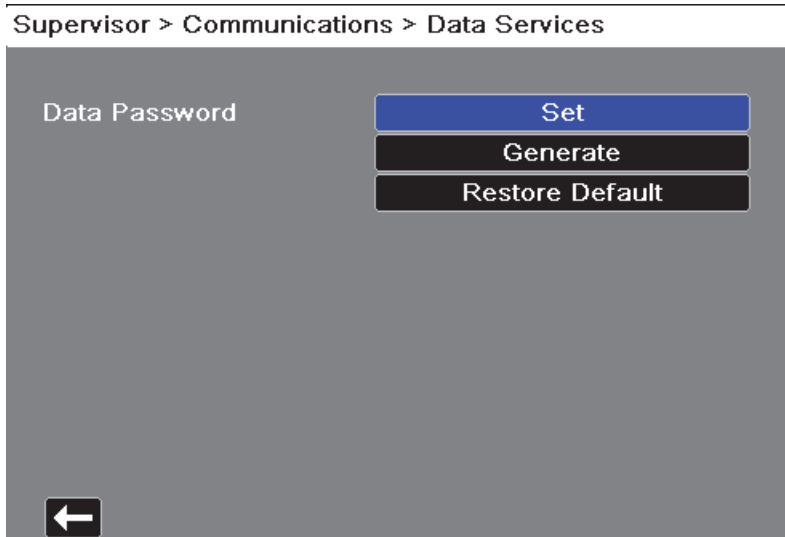 Supervisor > Communications > Data Services
Data Password
Set
Generate
Restore Default